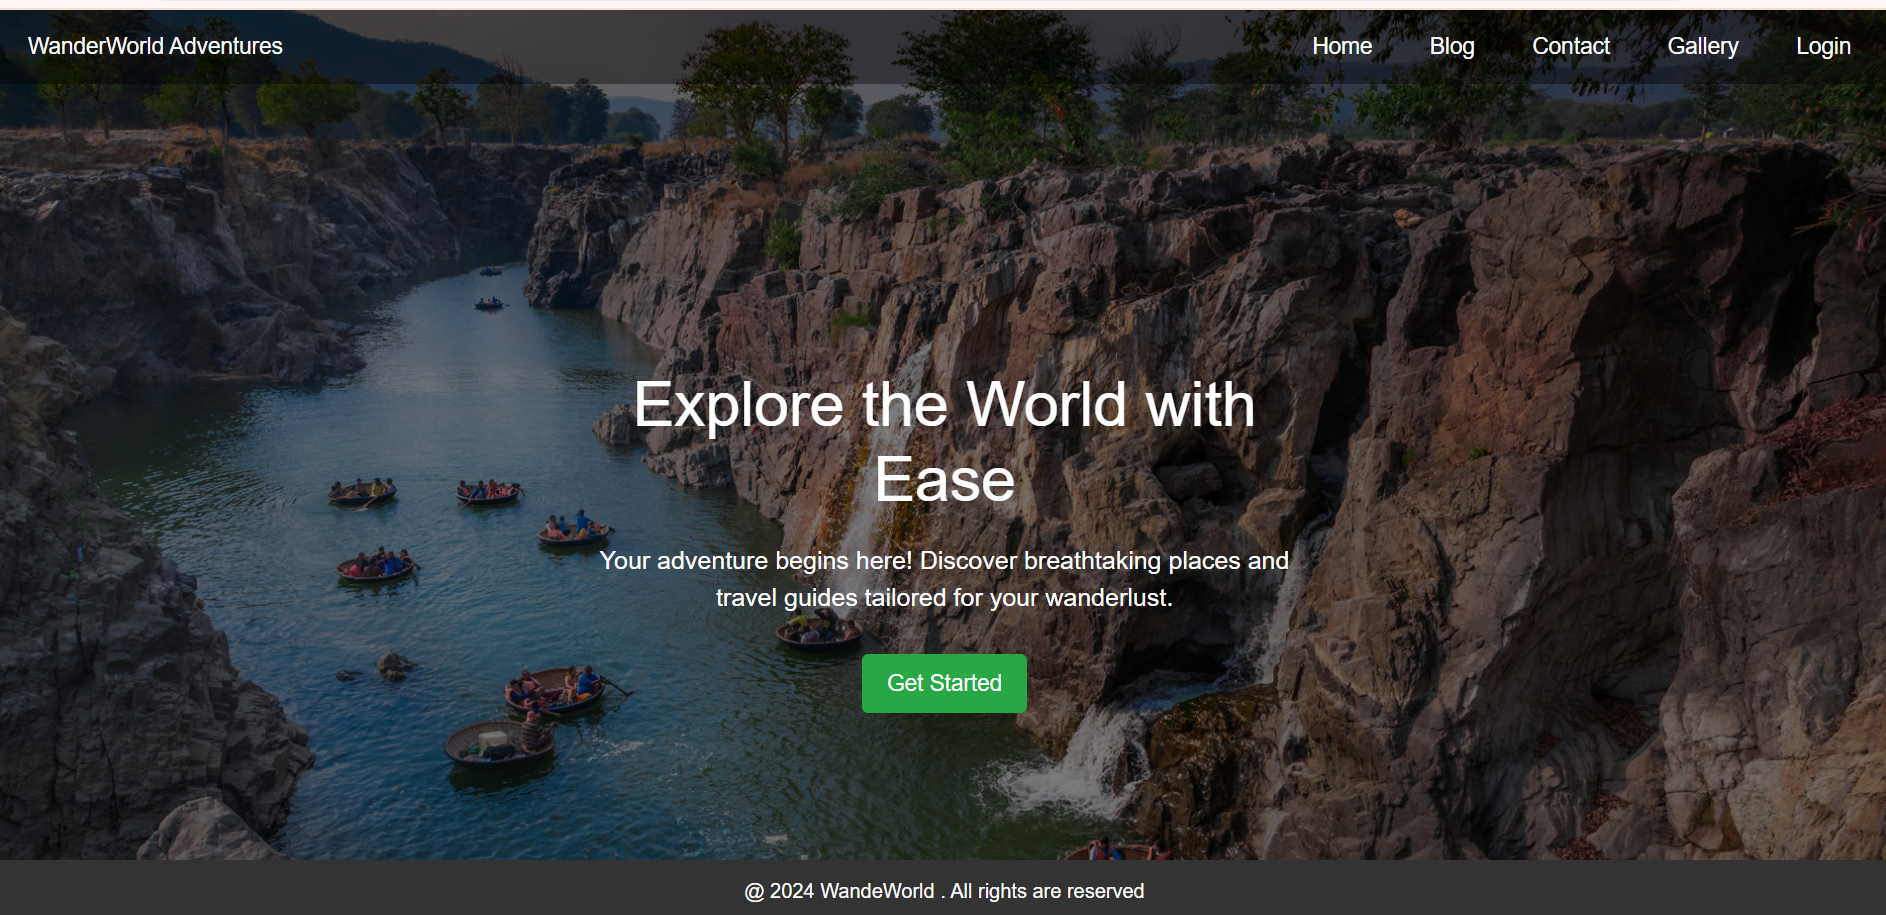 WanderWorld Adventures
Home Blog Contact Gallery Login
Explore the World with
Ease
Your adventure begins here! Discover breathtaking places and
travel guides tailored for your wanderlust.
Get Started
@ 2024 WandeWorld . All rights are reserved